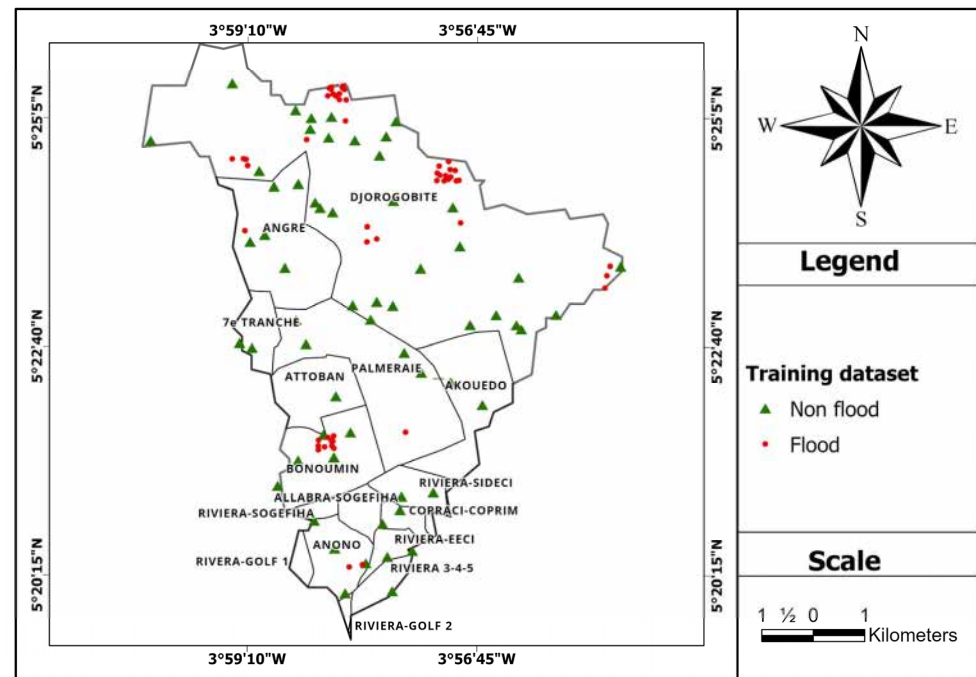 3°59'10"W
3°56'45"W
N
W
E
S
5°25'5"N
5°25'5"N
DJOROGOBITE
ANGRE
Legend
7e TRANCHE
5°22'40"N
5°22'40"N
PALMERAIE
ATTOBAN
AKOUEDO
Training dataset
Non flood
Flood
BONOUMIN
RIVIERA-SIDECI
ALLABRA-SOGEFIHA
RIVIERA-SOGEFIHA
COPRACI-COPRIM
RIVIERA-EECI
ANONO
RIVERA-GOLF 1
RIVIERA 3-4-5
Scale
5°20'15"N
5°20'15"N
1 ½ 0 1
Kilometers
RIVIERA-GOLF 2
3°59'10"W
3°56'45"W